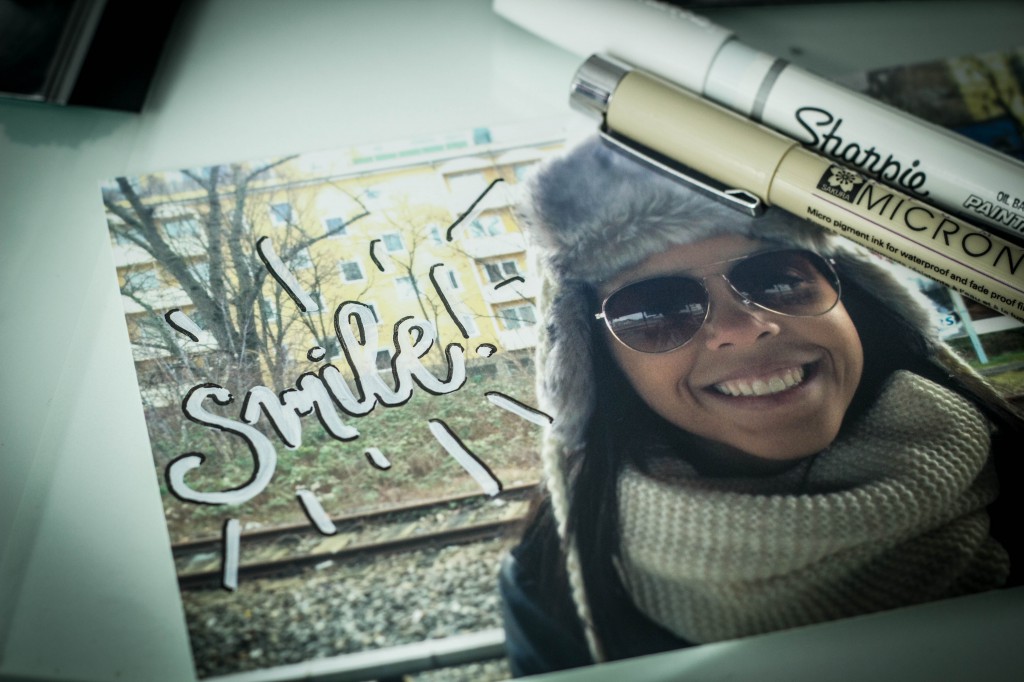 Smile!
Sharpie
OIL BA
PAINT
SAKURA
MICRON
Micro pigment ink for waterproof and fade proof